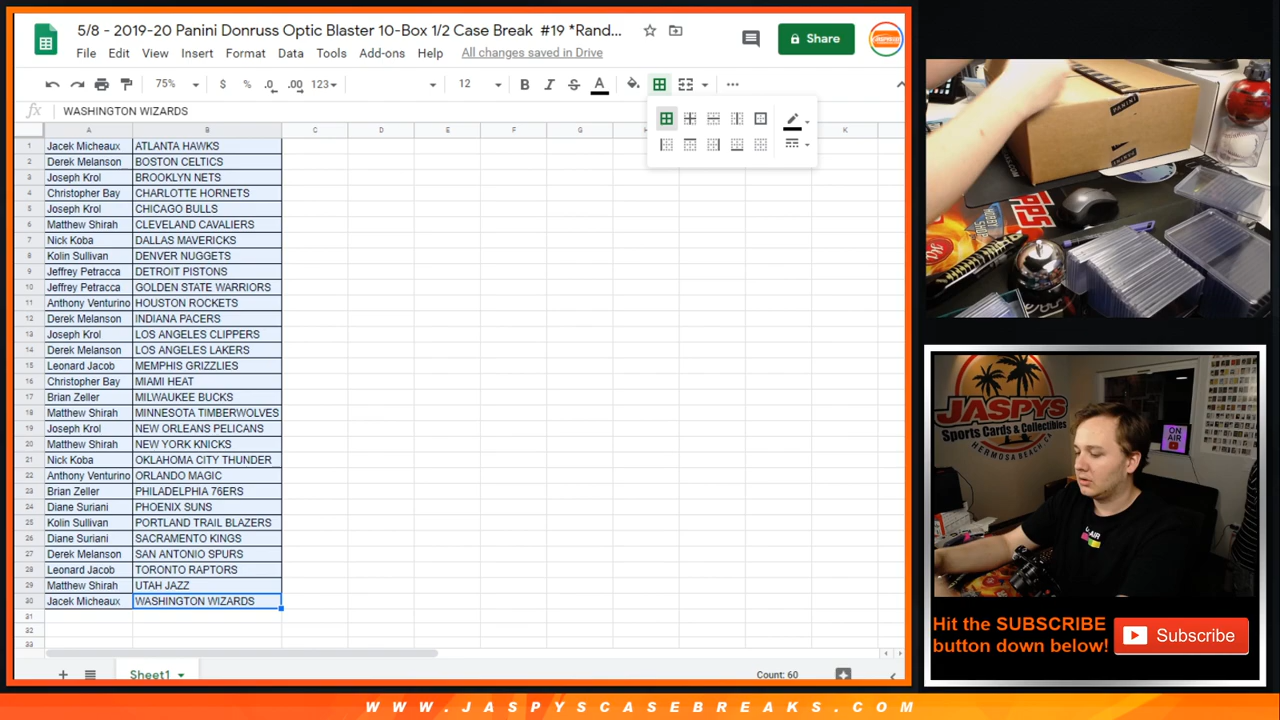 5/8 - 2019-20 Panini Donruss Optic Blaster 10-Box 1/2 Case Break #19 *Rand...
File Edit View Insert Format Data Tools Add-ons Help All changes saved in Drive
Share
75% $ % .0 .00 123 12 B I S A
fx WASHINGTON WIZARDS
A B C D E F G H K
1 Jacek Micheaux ATLANTA HAWKS
2 Derek Melanson BOSTON CELTICS
3 Joseph Krol BROOKLYN NETS
4 Christopher Bay CHARLOTTE HORNETS
5 Joseph Krol CHICAGO BULLS
6 Matthew Shirah CLEVELAND CAVALIERS
7 Nick Koba DALLAS MAVERICKS
8 Kolin Sullivan DENVER NUGGETS
9 Jeffrey Petracca DETROIT PISTONS
10 Jeffrey Petracca GOLDEN STATE WARRIORS
11 Anthony Venturino HOUSTON ROCKETS
12 Derek Melanson INDIANA PACERS
13 Joseph Krol LOS ANGELES CLIPPERS
14 Derek Melanson LOS ANGELES LAKERS
15 Leonard Jacob MEMPHIS GRIZZLIES
16 Christopher Bay MIAMI HEAT
17 Brian Zeller MILWAUKEE BUCKS
18 Matthew Shirah MINNESOTA TIMBERWOLVES
19 Joseph Krol NEW ORLEANS PELICANS
20 Matthew Shirah NEW YORK KNICKS
21 Nick Koba OKLAHOMA CITY THUNDER
22 Anthony Venturino ORLANDO MAGIC
23 Brian Zeller PHILADELPHIA 76ERS
24 Diane Suriani PHOENIX SUNS
25 Kolin Sullivan PORTLAND TRAIL BLAZERS
26 Diane Suriani SACRAMENTO KINGS
27 Derek Melanson SAN ANTONIO SPURS
28 Leonard Jacob TORONTO RAPTORS
29 Matthew Shirah UTAH JAZZ
30 Jacek Micheaux WASHINGTON WIZARDS
31
32
33
Sheet1 Count: 60
PANINI
JASPYS
Sports Cards & Collectibles
HERMOSA BEACH, CA
ON
AIR
Hit the SUBSCRIBE
button down below!
Subscribe
WWW.JASPYSCASEBREAKS.COM